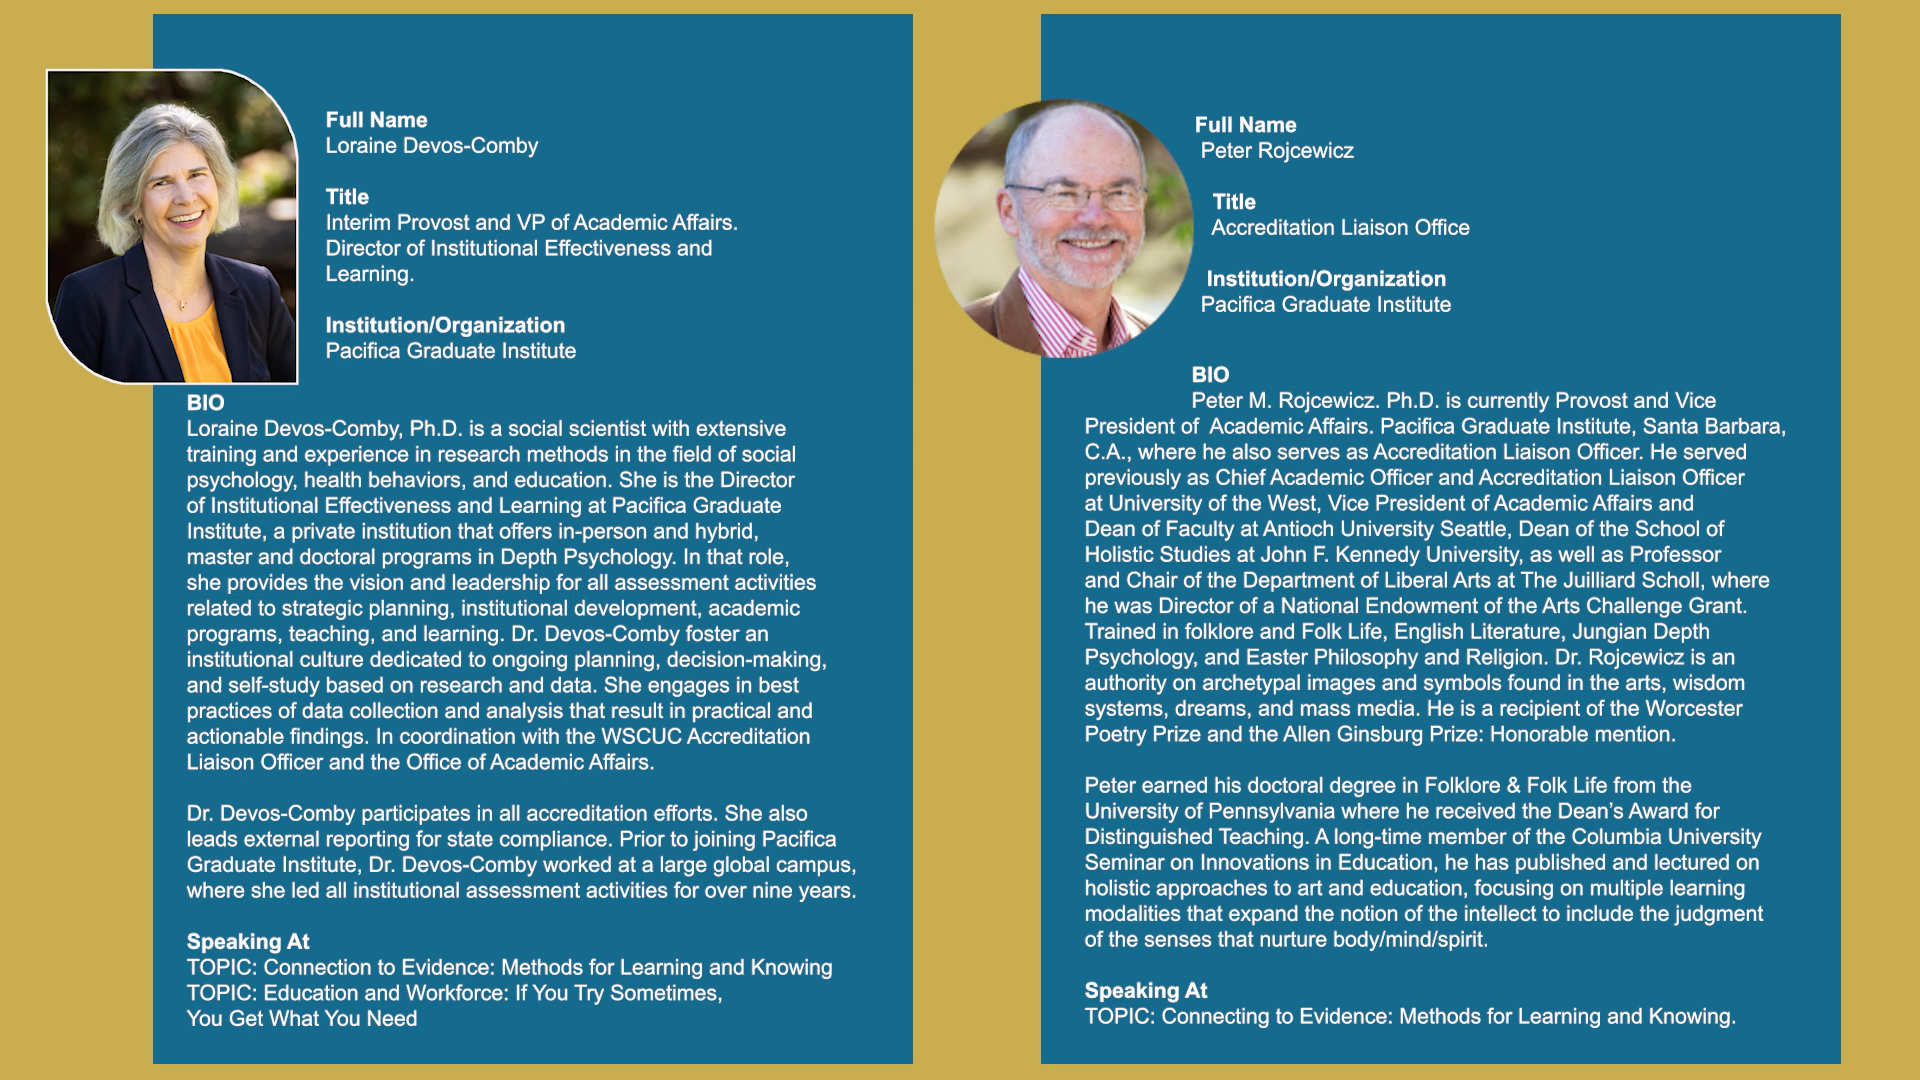 Full Name
Loraine Devos-Comby
Title
Interim Provost and VP of Academic Affairs.
Director of Institutional Effectiveness and
Learning.
Institution/Organization
Pacifica Graduate Institute
BIO
Loraine Devos-Comby, Ph.D. is a social scientist with extensive
training and experience in research methods in the field of social
psychology, health behaviors, and education. She is the Director
of Institutional Effectiveness and Learning at Pacifica Graduate
Institute, a private institution that offers in-person and hybrid,
master and doctoral programs in Depth Psychology. In that role,
she provides the vision and leadership for all assessment activities
related to strategic planning, institutional development, academic
programs, teaching, and learning. Dr. Devos-Comby foster an
institutional culture dedicated to ongoing planning, decision-making,
and self-study based on research and data. She engages in best
practices of data collection and analysis that result in practical and
actionable findings. In coordination with the WSCUC Accreditation
Liaison Officer and the Office of Academic Affairs.
Dr. Devos-Comby participates in all accreditation efforts. She also
leads external reporting for state compliance. Prior to joining Pacifica
Graduate Institute, Dr. Devos-Comby worked at a large global campus,
where she led all institutional assessment activities for over nine years.
Speaking At
TOPIC: Connection to Evidence: Methods for Learning and Knowing
TOPIC: Education and Workforce: If You Try Sometimes,
You Get What You Need
Full Name
Peter Rojcewicz
Title
Accreditation Liaison Office
Institution/Organization
Pacifica Graduate Institute
BIO
Peter M. Rojcewicz. Ph.D. is currently Provost and Vice
President of  Academic Affairs. Pacifica Graduate Institute, Santa Barbara,
C.A., where he also serves as Accreditation Liaison Officer. He served
previously as Chief Academic Officer and Accreditation Liaison Officer
at University of the West, Vice President of Academic Affairs and
Dean of Faculty at Antioch University Seattle, Dean of the School of
Holistic Studies at John F. Kennedy University, as well as Professor
and Chair of the Department of Liberal Arts at The Juilliard Scholl, where
he was Director of a National Endowment of the Arts Challenge Grant.
Trained in folklore and Folk Life, English Literature, Jungian Depth
Psychology, and Easter Philosophy and Religion. Dr. Rojcewicz is an
authority on archetypal images and symbols found in the arts, wisdom
systems, dreams, and mass media. He is a recipient of the Worcester
Poetry Prize and the Allen Ginsburg Prize: Honorable mention.
Peter earned his doctoral degree in Folklore & Folk Life from the
University of Pennsylvania where he received the Dean’s Award for
Distinguished Teaching. A long-time member of the Columbia University
Seminar on Innovations in Education, he has published and lectured on
holistic approaches to art and education, focusing on multiple learning
modalities that expand the notion of the intellect to include the judgment
of the senses that nurture body/mind/spirit.
Speaking At
TOPIC: Connecting to Evidence: Methods for Learning and Knowing.